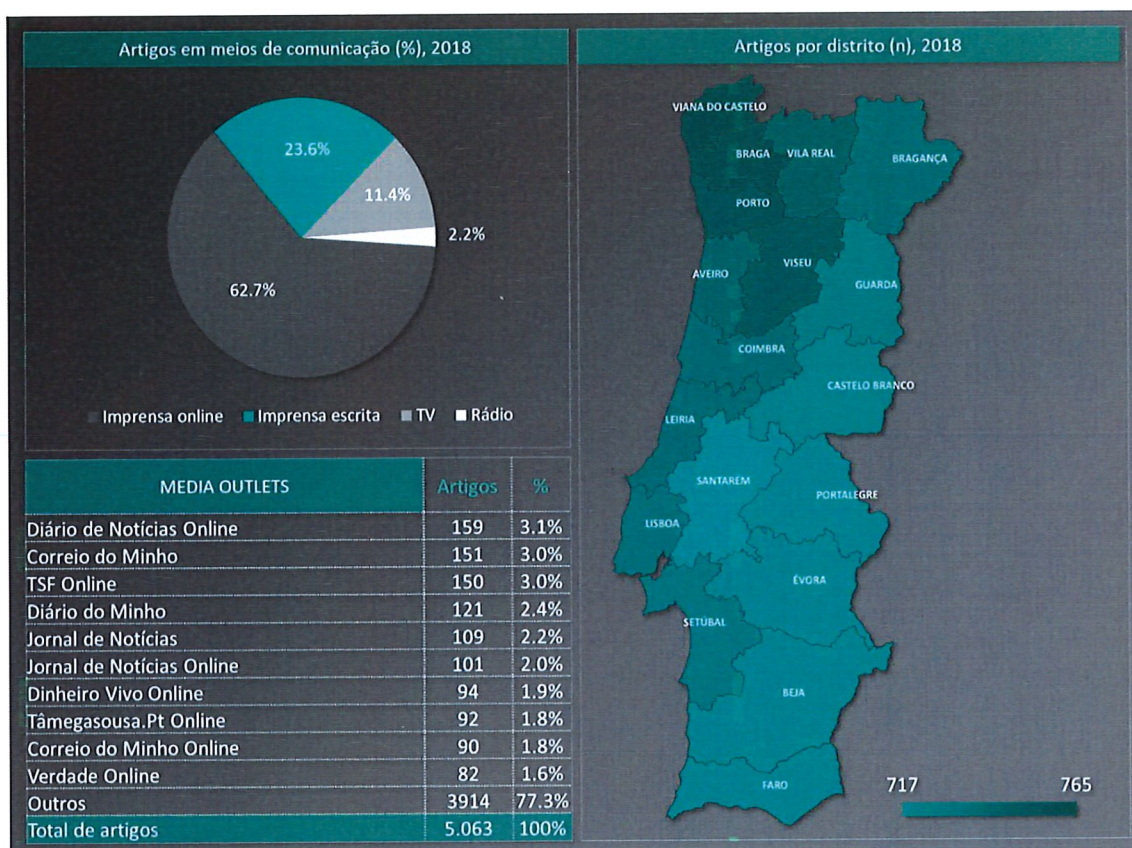 Artigos em meios de comunicação (%), 2018
23.6%
11.4%
2.2%
62.7%
Imprensa online Imprensa escrita TV Rádio
MEDIA OUTLETS Artigos %
Diário de Notícias Online 159 3.1%
Correio do Minho 151 3.0%
TSF Online 150 3.0%
Diário do Minho 121 2.4%
Jornal de Notícias 109 2.2%
Jornal de Notícias Online 101 2.0%
Dinheiro Vivo Online 94 1.9%
Tâmegasousa.Pt Online 92 1.8%
Correio do Minho Online 90 1.8%
Verdade Online 82 1.6%
Outros 3914 77.3%
Total de artigos 5.063 100%
Artigos por distrito (n), 2018
VIANA DO CASTELO
BRAGA VILA REAL BRAGANÇA
PORTO
VISEU
AVEIRO
GUARDA
COIMBRA
CASTELO BRANCO
LEIRIA
SANTARÉM
PORTALEGRE
LISBOA
ÉVORA
SETÚBAL
BEJA
FARO
717 765